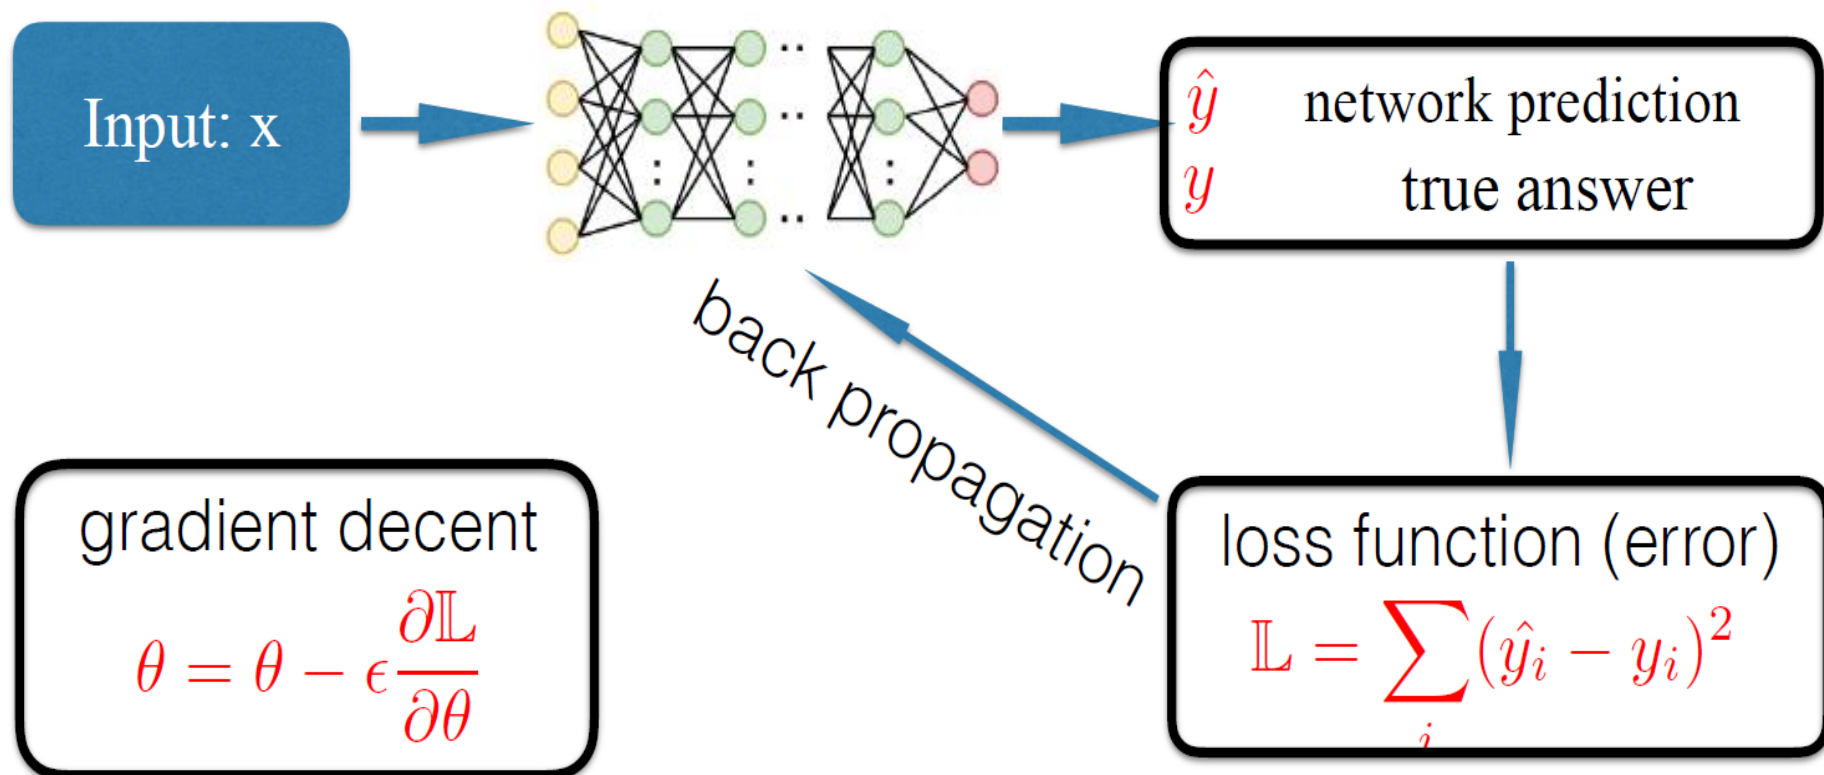 Input: x
ŷ network prediction
y true answer
back propagation
gradient decent
θ = θ − ϵ ∂𝕃/∂θ
loss function (error)
𝕃 = ∑ᵢ (ŷᵢ − yᵢ)²